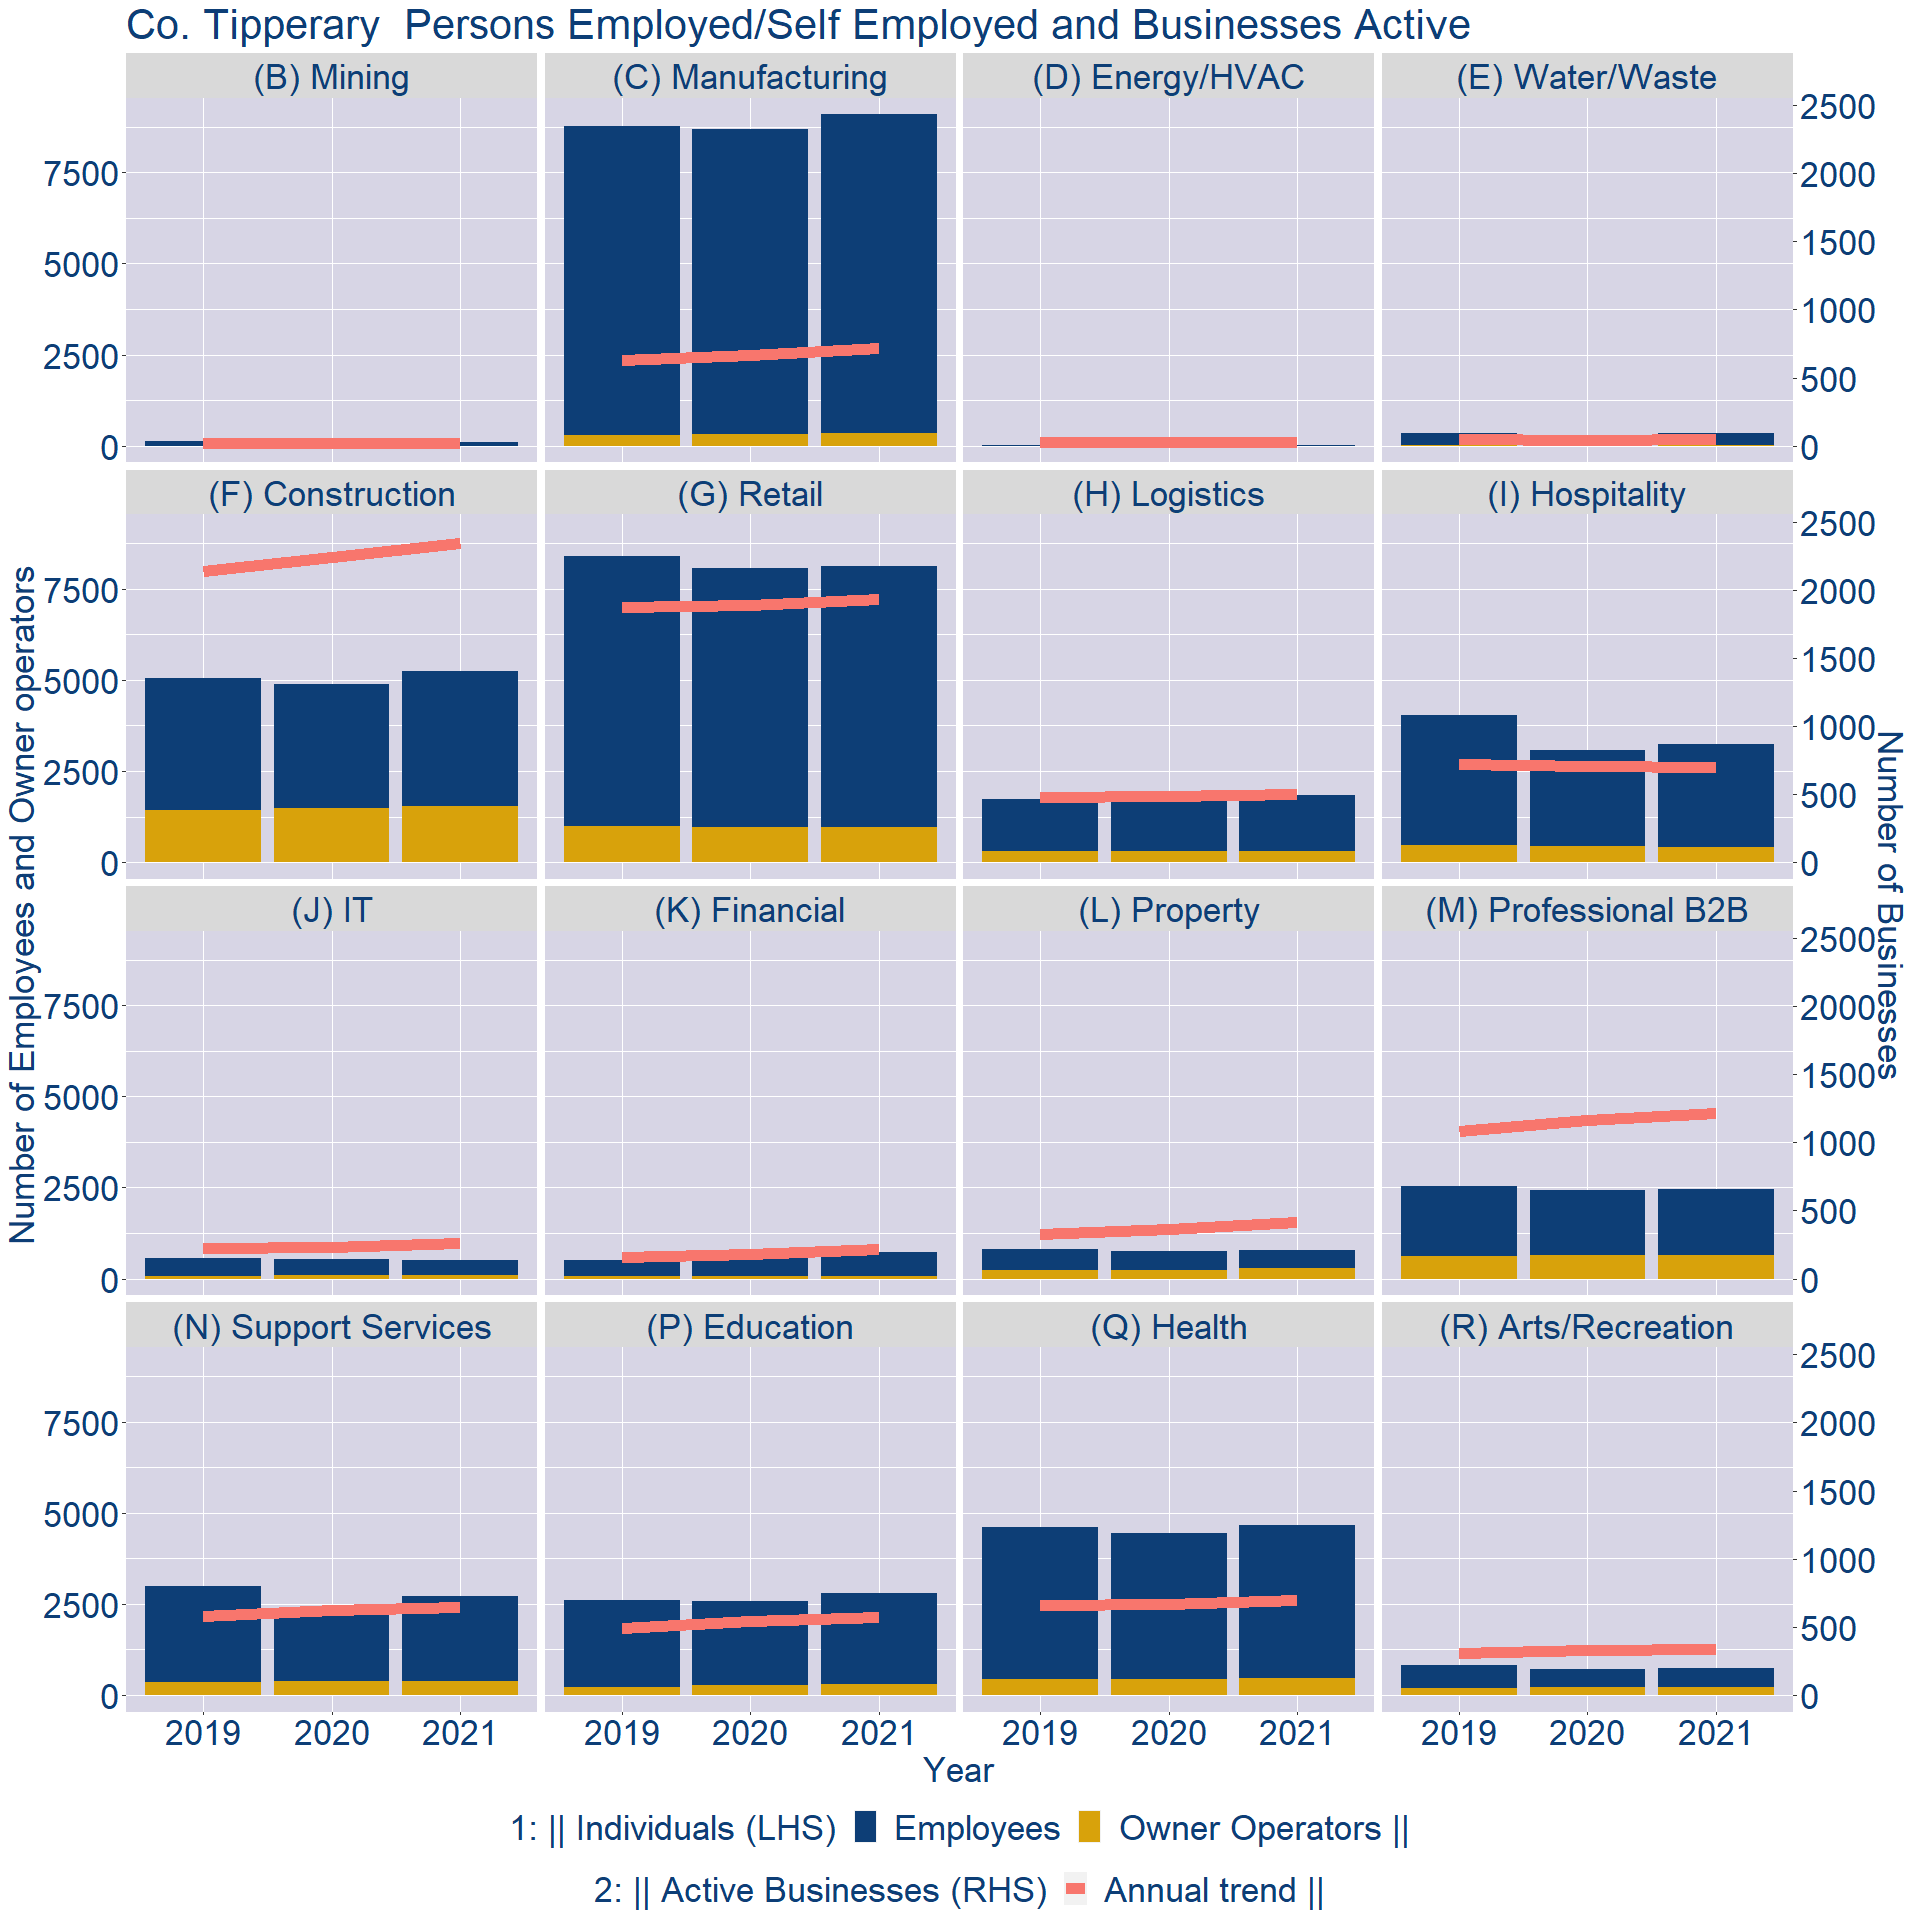 Co. Tipperary  Persons Employed/Self Employed and Businesses Active
(B) Mining
(C) Manufacturing
(D) Energy/HVAC
(E) Water/Waste
7500
5000
2500
0
2500
2000
1500
1000
500
0
(F) Construction
(G) Retail
(H) Logistics
(I) Hospitality
7500
5000
2500
0
2500
2000
1500
1000
500
0
Number of Employees and Owner operators
Number of Businesses
(J) IT
(K) Financial
(L) Property
(M) Professional B2B
7500
5000
2500
0
2500
2000
1500
1000
500
0
(N) Support Services
(P) Education
(Q) Health
(R) Arts/Recreation
7500
5000
2500
0
2500
2000
1500
1000
500
0
2019 2020 2021
2019 2020 2021
2019 2020 2021
2019 2020 2021
Year
1: || Individuals (LHS) Employees Owner Operators ||
2: || Active Businesses (RHS) Annual trend ||